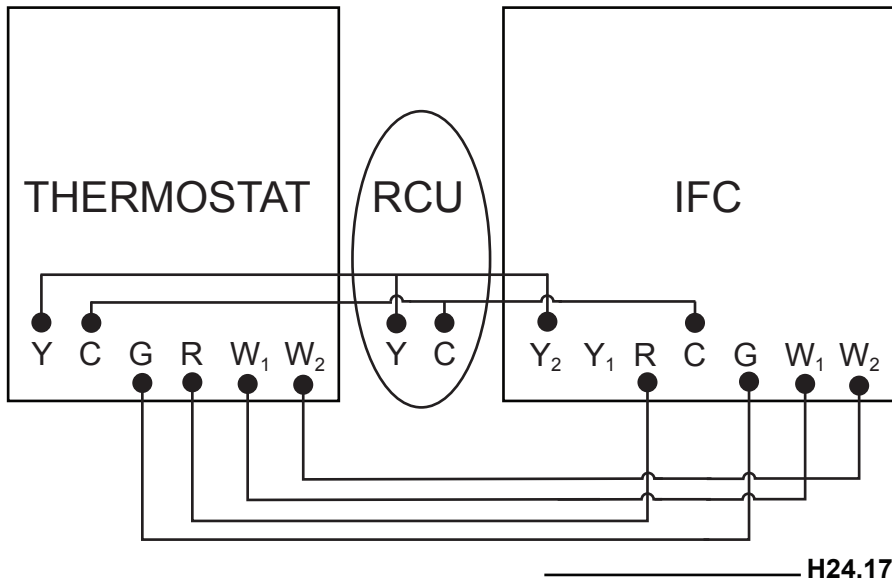 THERMOSTAT RCU IFC
Y C G R W₁ W₂ Y C Y₂ Y₁ R C G W₁ W₂
H24.17